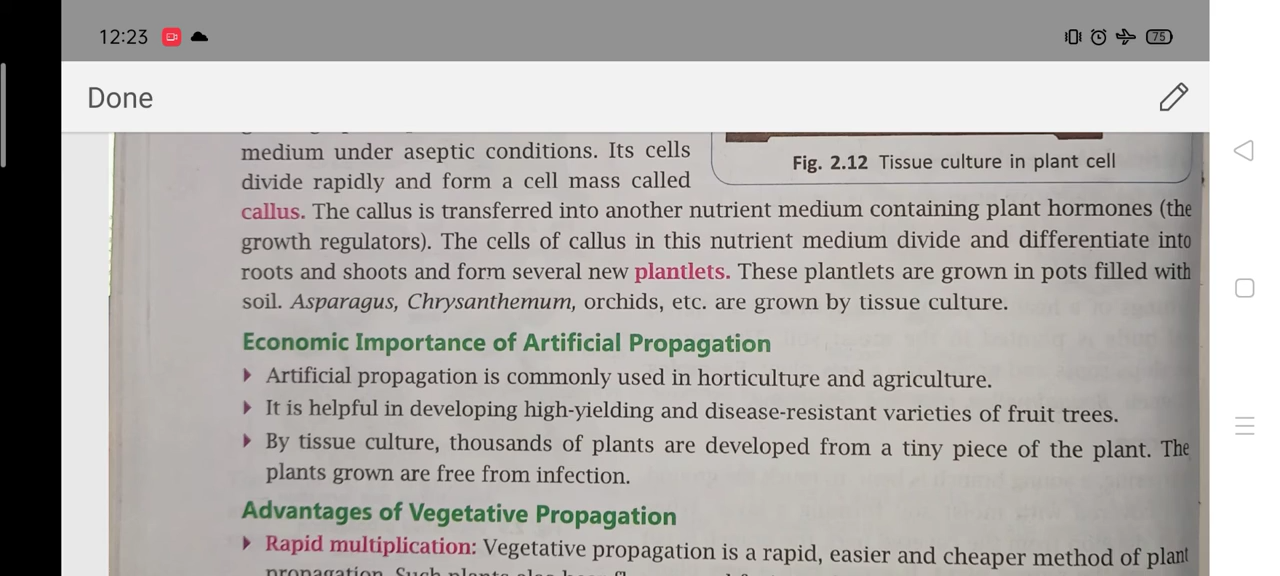 12:23
75
Done
medium under aseptic conditions. Its cells
divide rapidly and form a cell mass called
Fig. 2.12 Tissue culture in plant cell
callus. The callus is transferred into another nutrient medium containing plant hormones (the
growth regulators). The cells of callus in this nutrient medium divide and differentiate into
roots and shoots and form several new plantlets. These plantlets are grown in pots filled with
soil. Asparagus, Chrysanthemum, orchids, etc. are grown by tissue culture.
Economic Importance of Artificial Propagation
Artificial propagation is commonly used in horticulture and agriculture.
It is helpful in developing high-yielding and disease-resistant varieties of fruit trees.
By tissue culture, thousands of plants are developed from a tiny piece of the plant. The
plants grown are free from infection.
Advantages of Vegetative Propagation
Rapid multiplication: Vegetative propagation is a rapid, easier and cheaper method of plant
propagation. Such plants also